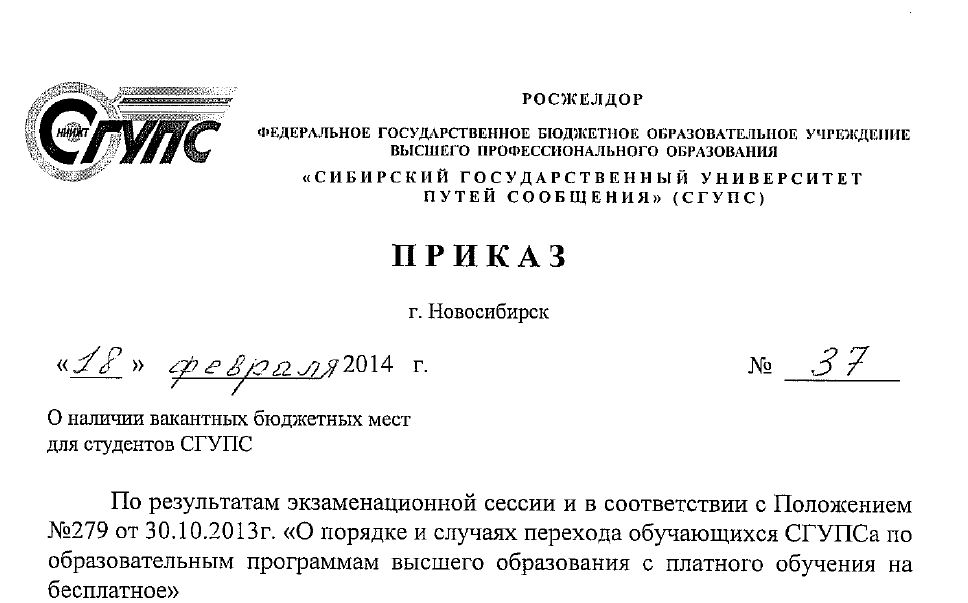 НИИЖТ
СГУПС
РОСЖЕЛДОР
ФЕДЕРАЛЬНОЕ ГОСУДАРСТВЕННОЕ БЮДЖЕТНОЕ ОБРАЗОВАТЕЛЬНОЕ УЧРЕЖДЕНИЕ
ВЫСШЕГО ПРОФЕССИОНАЛЬНОГО ОБРАЗОВАНИЯ
«СИБИРСКИЙ ГОСУДАРСТВЕННЫЙ УНИВЕРСИТЕТ
ПУТЕЙ СООБЩЕНИЯ» (СГУПС)
ПРИКАЗ
г. Новосибирск
«18» февраля 2014 г. № 37
О наличии вакантных бюджетных мест
для студентов СГУПС
По результатам экзаменационной сессии и в соответствии с Положением
№279 от 30.10.2013г. «О порядке и случаях перехода обучающихся СГУПСа по
образовательным программам высшего образования с платного обучения на
бесплатное»